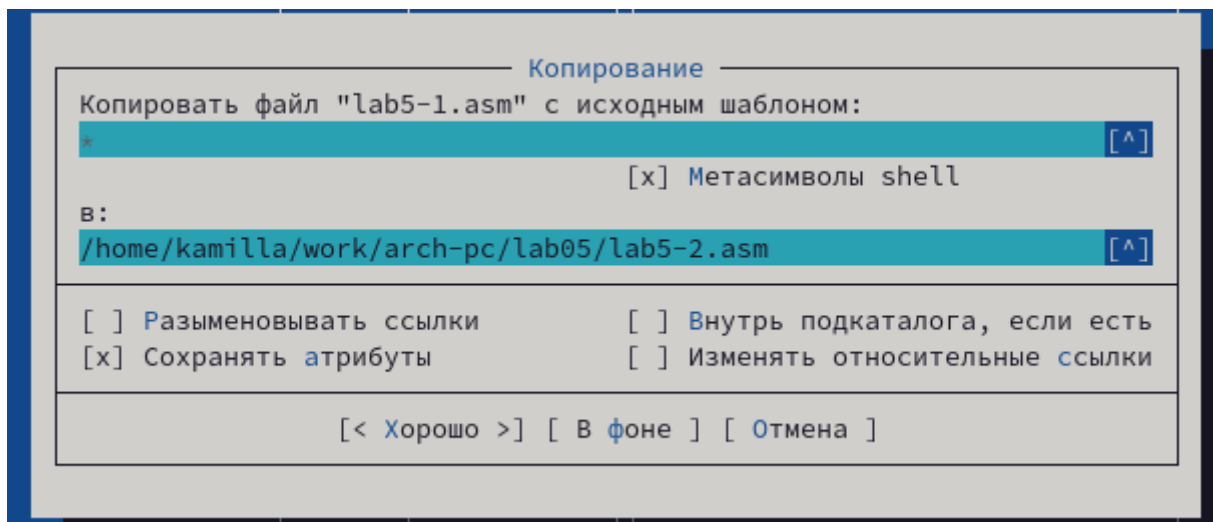 Копирование
Копировать файл "lab5-1.asm" с исходным шаблоном:
* [^]
[x] Метасимволы shell
в:
/home/kamilla/work/arch-pc/lab05/lab5-2.asm [^]
[ ] Разыменовывать ссылки [ ] Внутрь подкаталога, если есть
[x] Сохранять атрибуты [ ] Изменять относительные ссылки
[< Хорошо >] [ В фоне ] [ Отмена ]